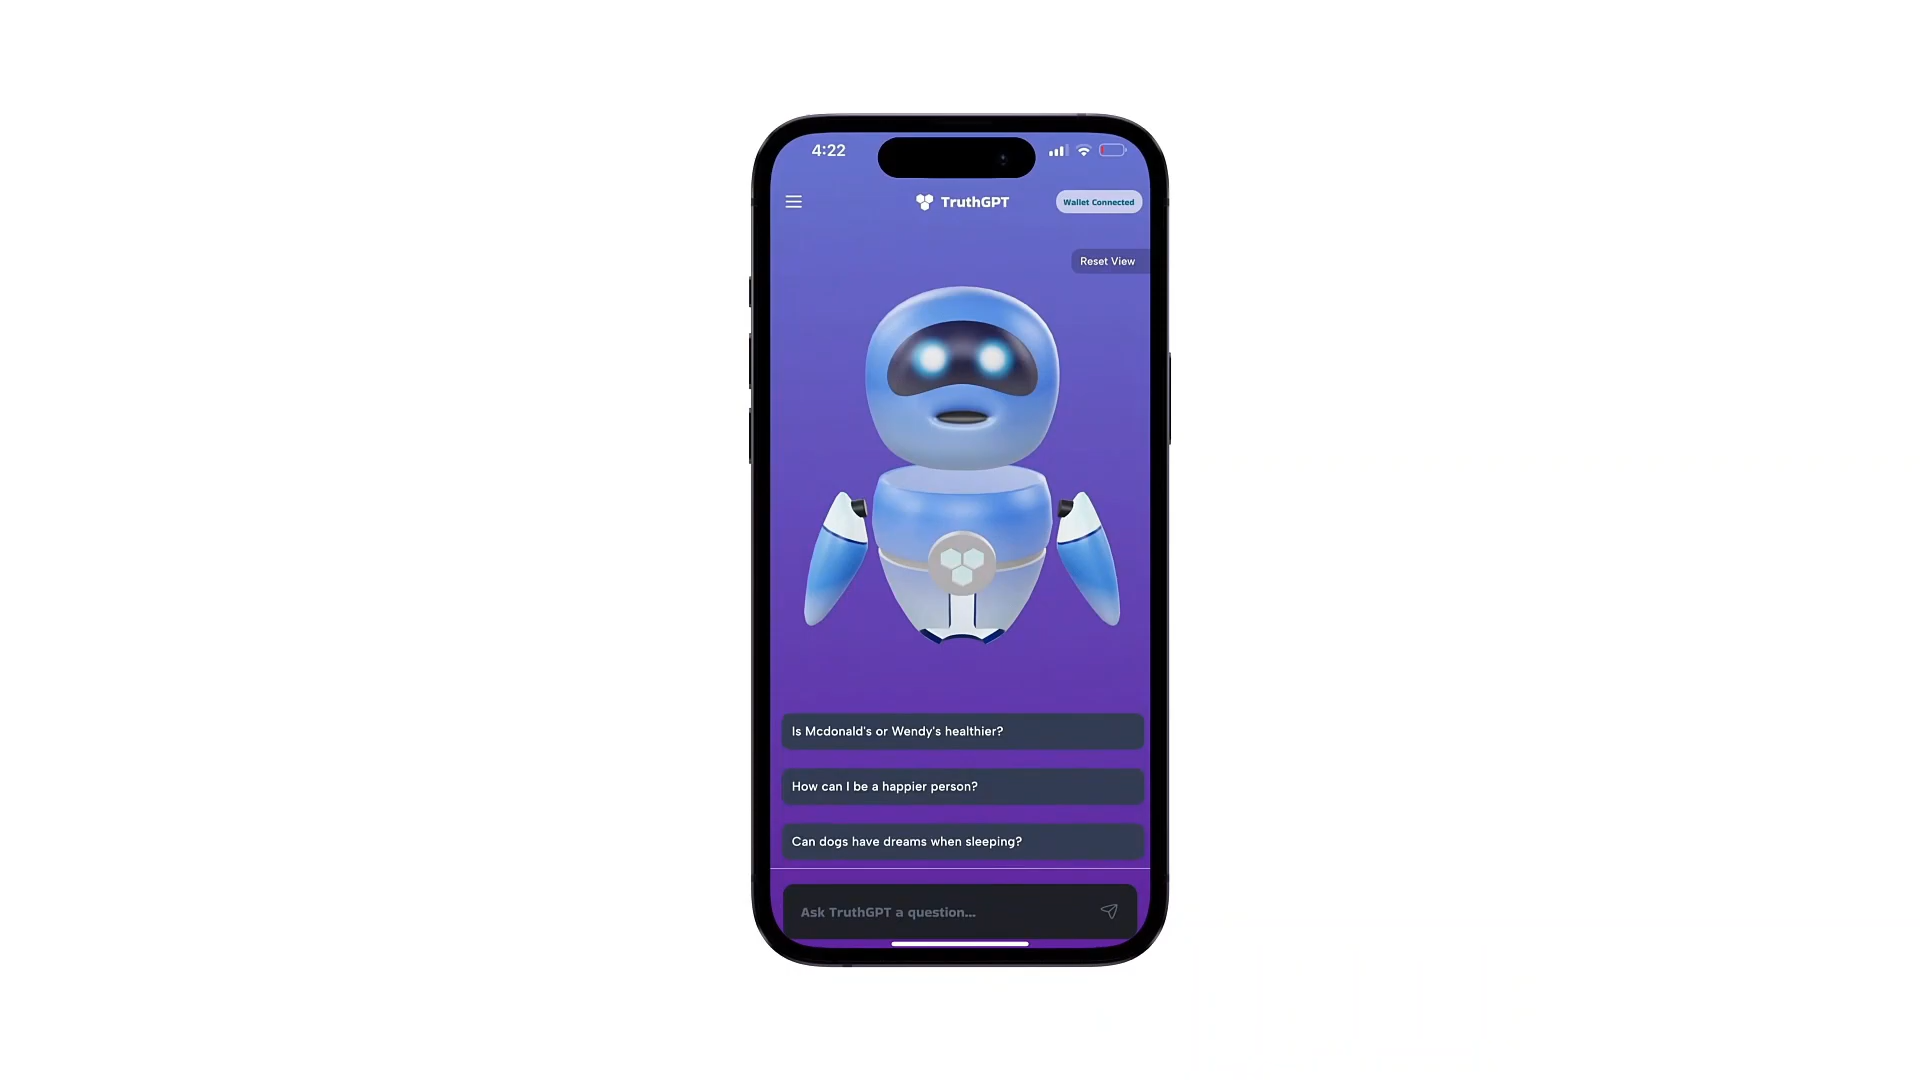 4:22
TruthGPT
Wallet Connected
Reset View
Is Mcdonald's or Wendy's healthier?
How can I be a happier person?
Can dogs have dreams when sleeping?
Ask TruthGPT a question...